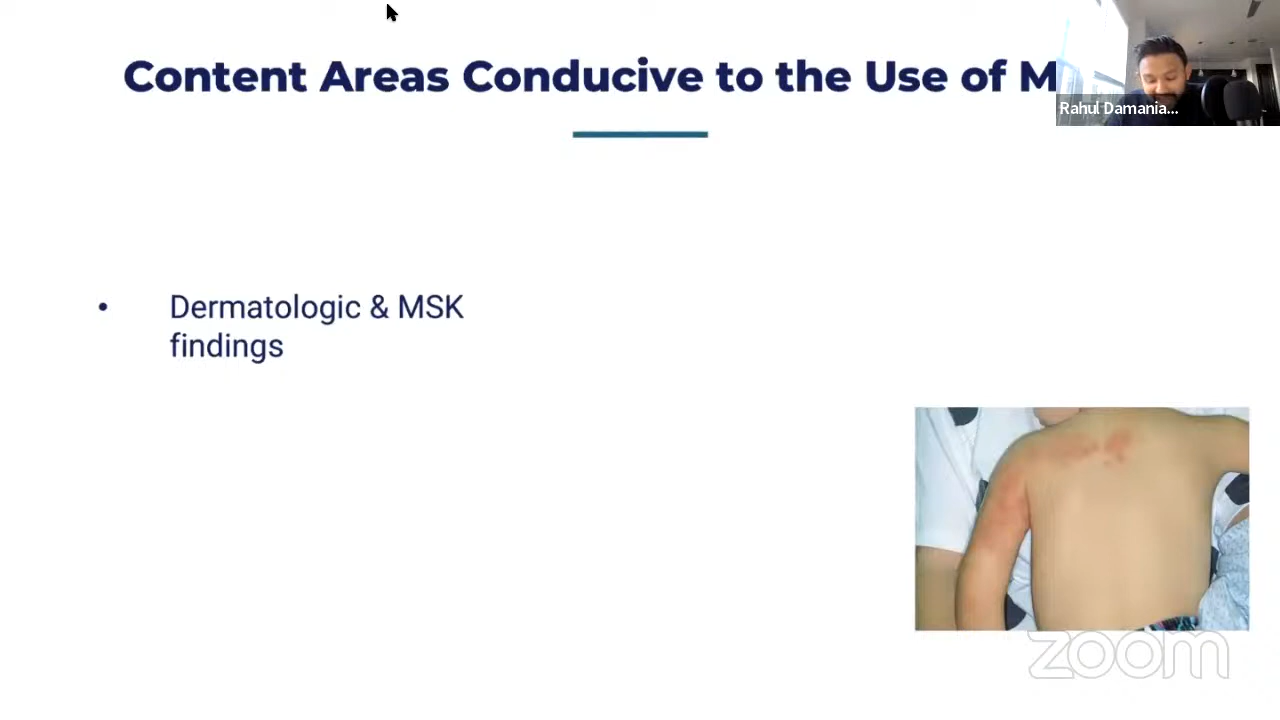 Content Areas Conducive to the Use of M
Rahul Damania...
• Dermatologic & MSK
findings
zoom